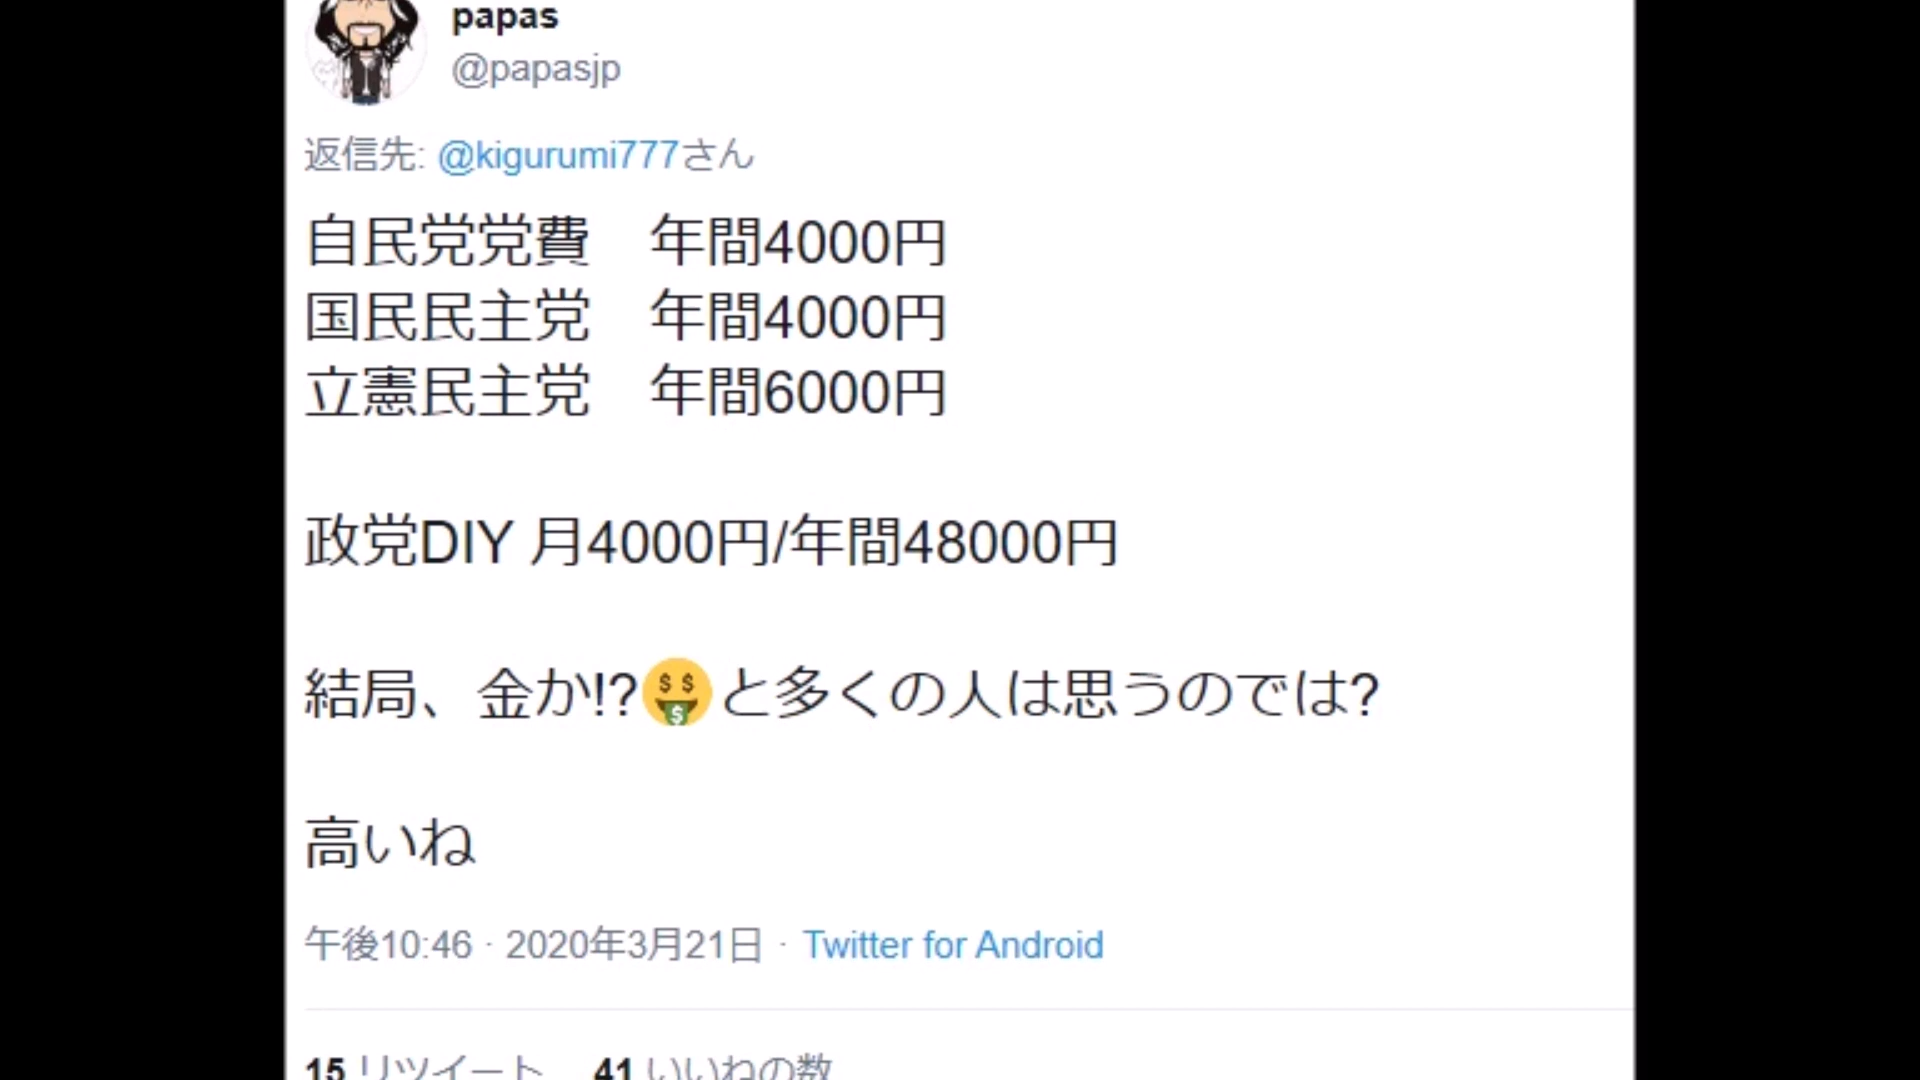 papas
@papasjp
返信先: @kigurumi777さん
自民党党費　年間4000円
国民民主党　年間4000円
立憲民主党　年間6000円
政党DIY 月4000円/年間48000円
結局、金か!?🤑と多くの人は思うのでは?
高いね
午後10:46 · 2020年3月21日 · Twitter for Android
15 リツイート 41 いいねの数